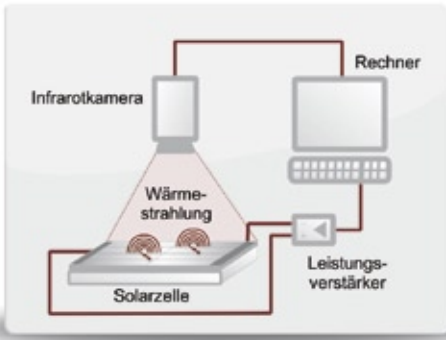 Rechner
Infrarotkamera
Wärme-
strahlung
Solarzelle
Leistungs-
verstärker